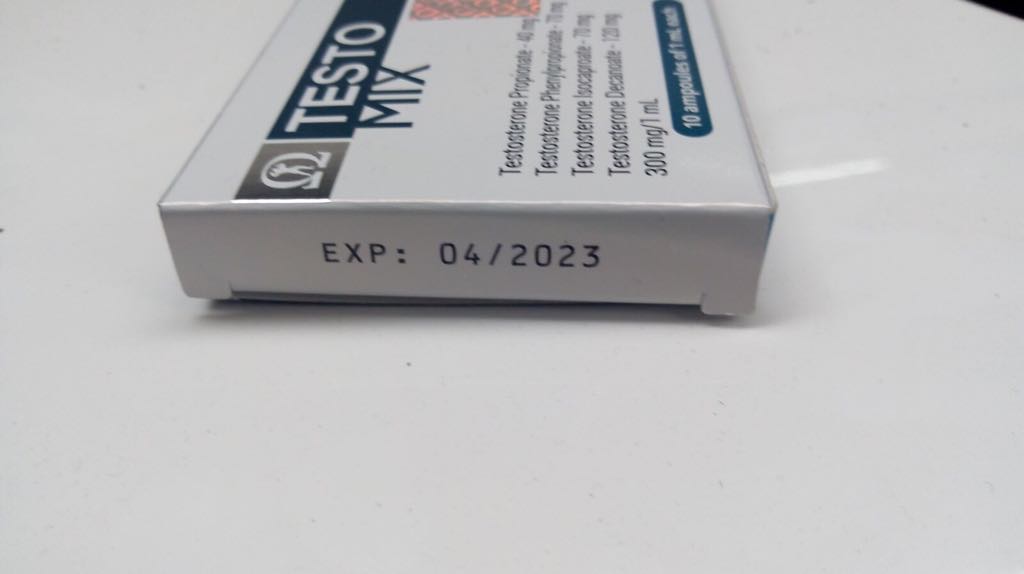 TESTO
MIX
Testosterone Propionate - 40 mg
Testosterone Phenylpropionate - 70 mg
Testosterone Isocaproate - 70 mg
Testosterone Decanoate - 120 mg
300 mg/1 mL
10 ampoules of 1 mL each
EXP: 04/2023